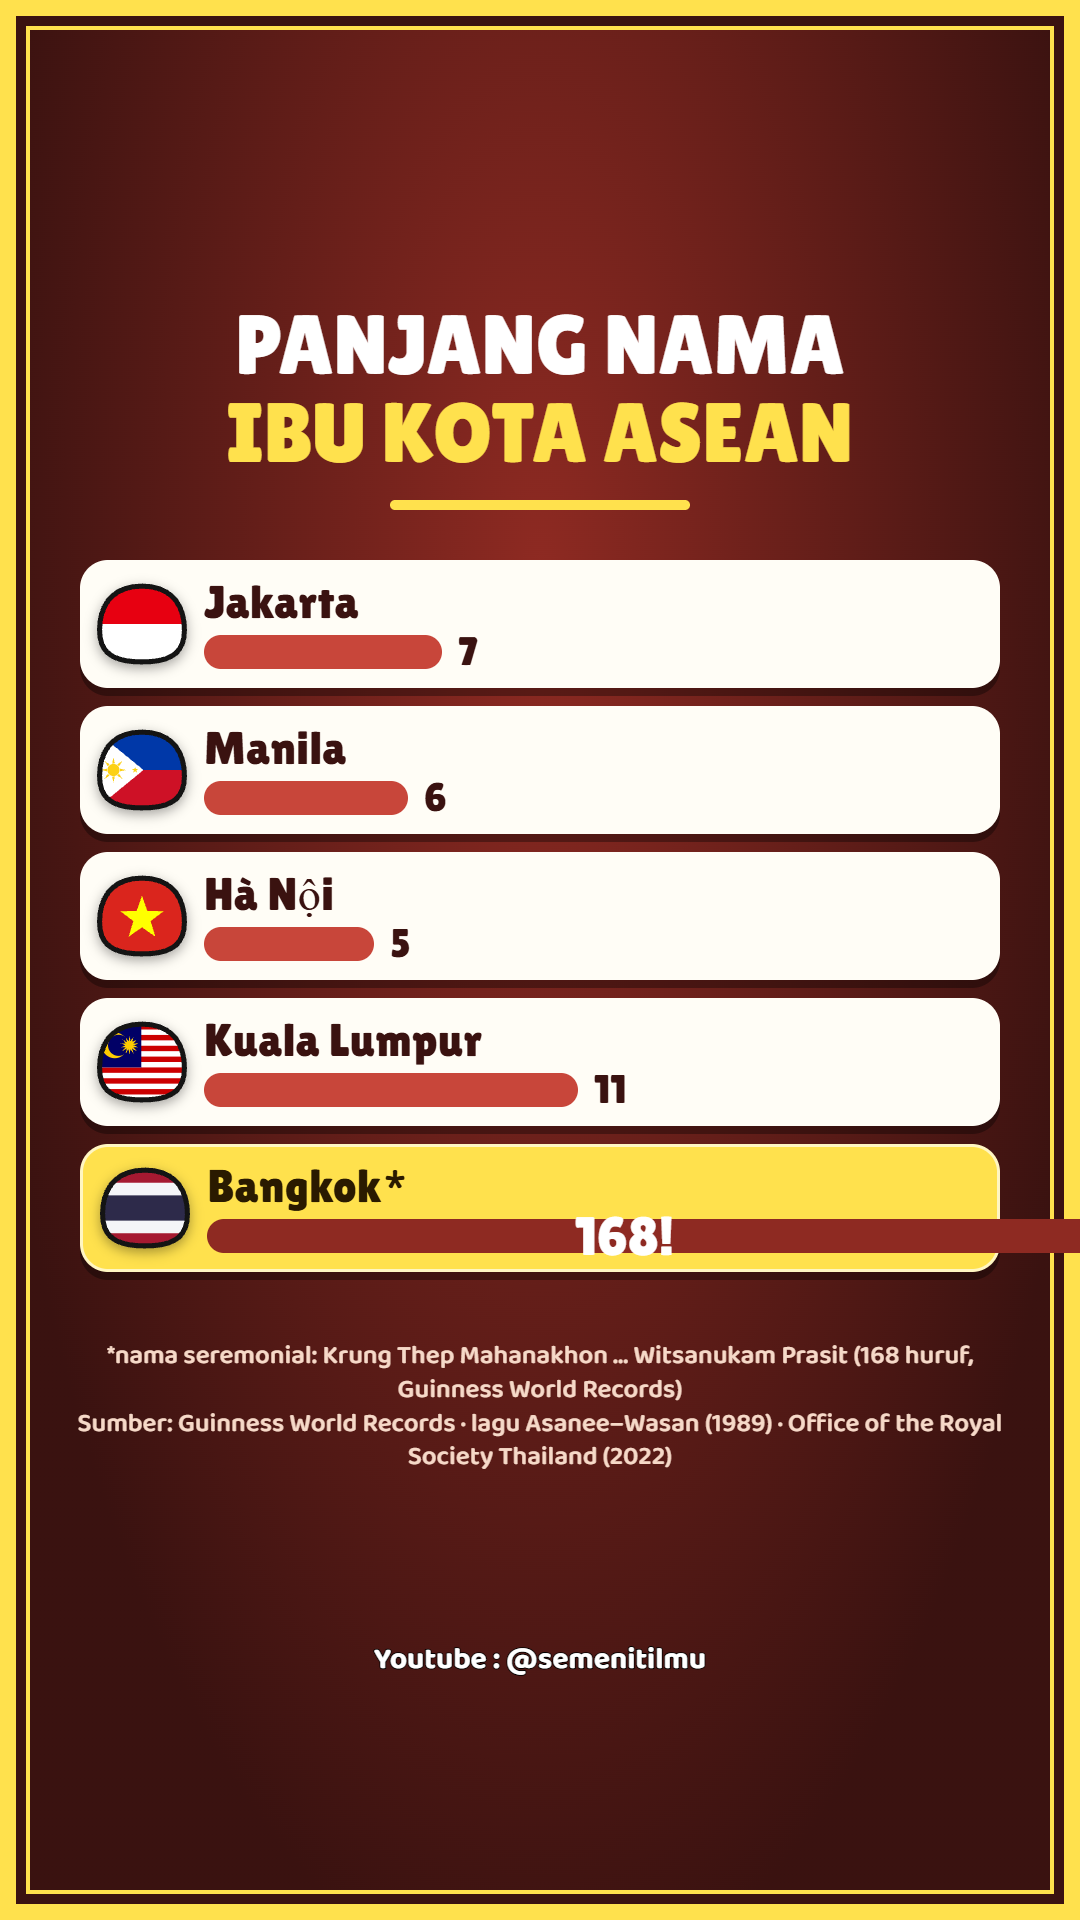 PANJANG NAMA
IBU KOTA ASEAN
Jakarta
7
Manila
6
Hà Nội
5
Kuala Lumpur
11
Bangkok*
168!
*nama seremonial: Krung Thep Mahanakhon ... Witsanukam Prasit (168 huruf,
Guinness World Records)
Sumber: Guinness World Records · lagu Asanee–Wasan (1989) · Office of the Royal
Society Thailand (2022)
Youtube : @semenitilmu